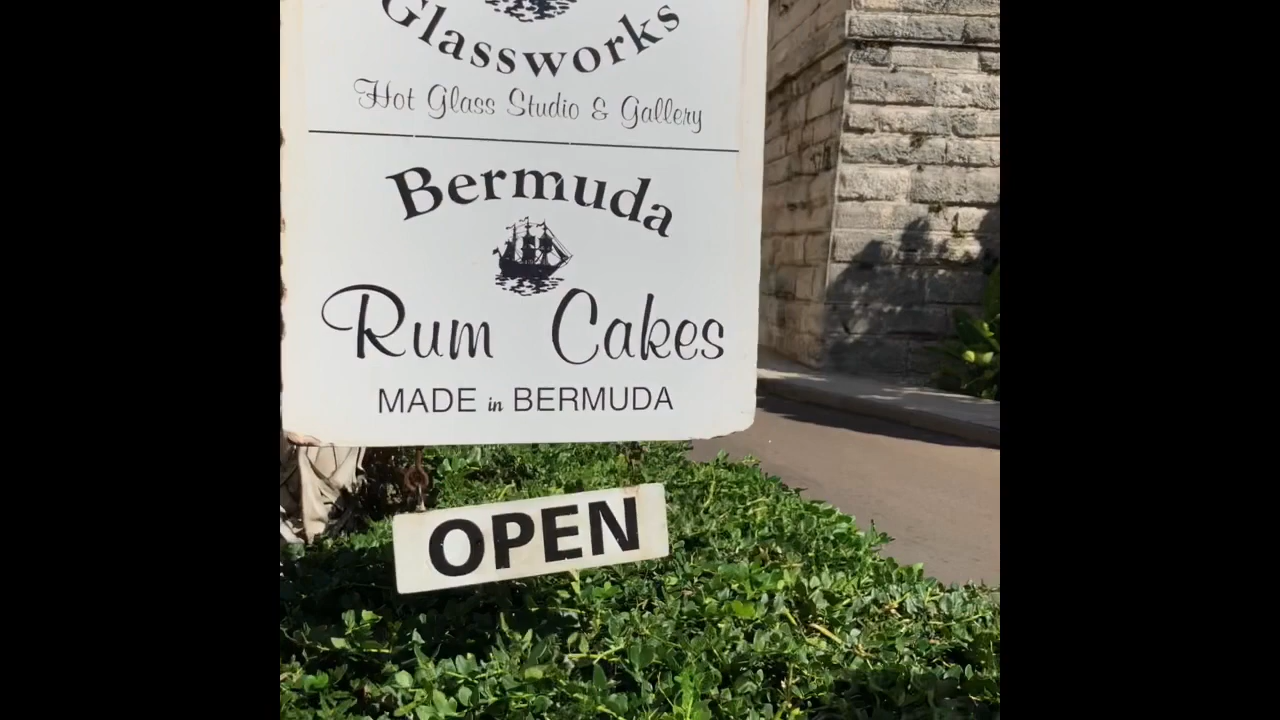 Glassworks
Hot Glass Studio & Gallery
Bermuda
Rum Cakes
MADE in BERMUDA
OPEN